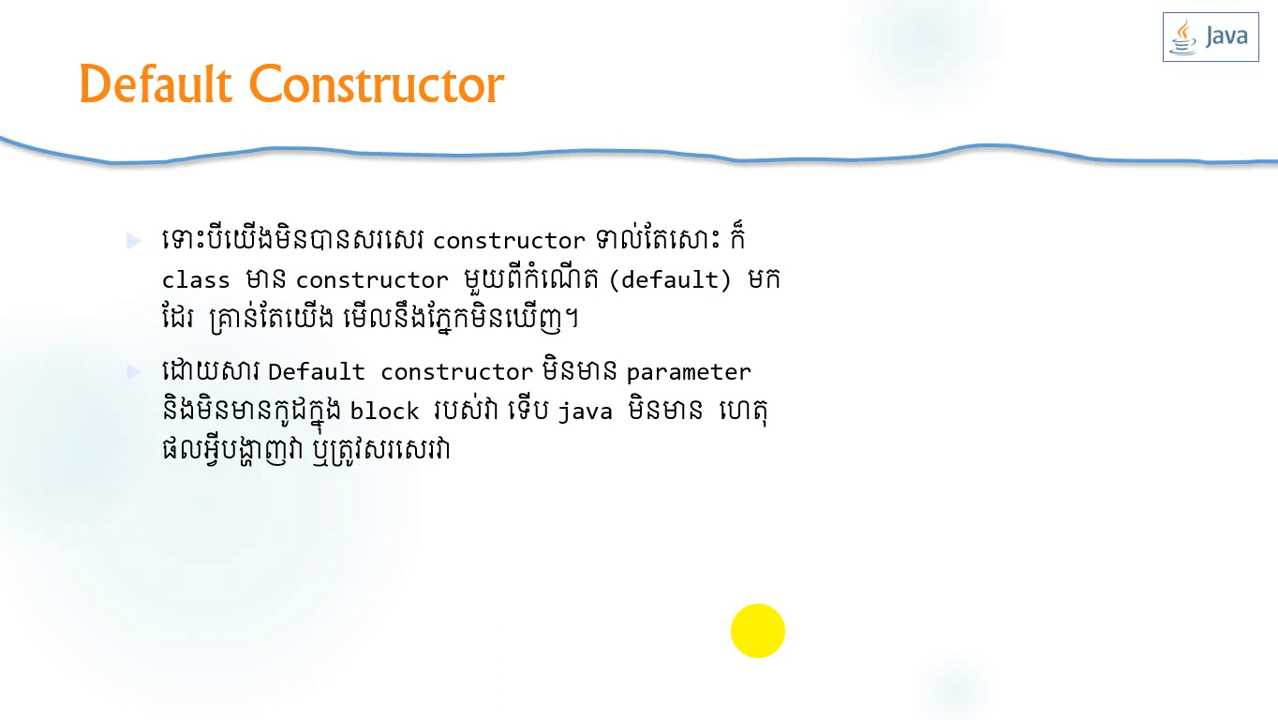 Java
Default Constructor
ទោះបីយើងមិនបានសរសេរ constructor ទាល់តែសោះ ក៏
class មាន constructor មួយពីកំណើត (default) មក
ដែរ គ្រាន់តែយើង មើលនឹងភ្នែកមិនឃើញ។
ដោយសារ Default constructor មិនមាន parameter
និងមិនមានកូដក្នុង block របស់វា ទើប java មិនមាន ហេតុ
ផលអ្វីបង្ហាញវា ឬត្រូវសរសេរវា